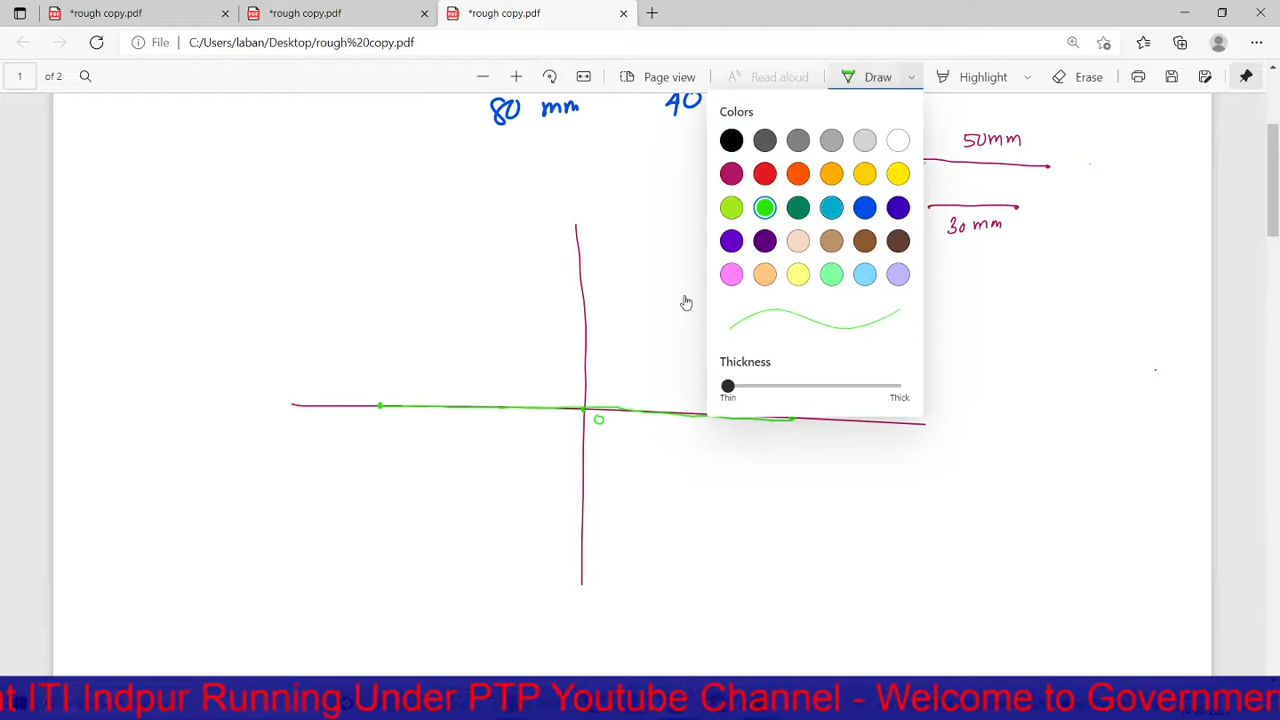 *rough copy.pdf
*rough copy.pdf
*rough copy.pdf
File
C:/Users/laban/Desktop/rough%20copy.pdf
1
of 2
Page view
Read aloud
Draw
Highlight
Erase
80 mm
40
Colors
50mm
30 mm
Thickness
Thin
Thick
o
nt ITI Indpur Running Under PTP Youtube Channel - Welcome to Governmen